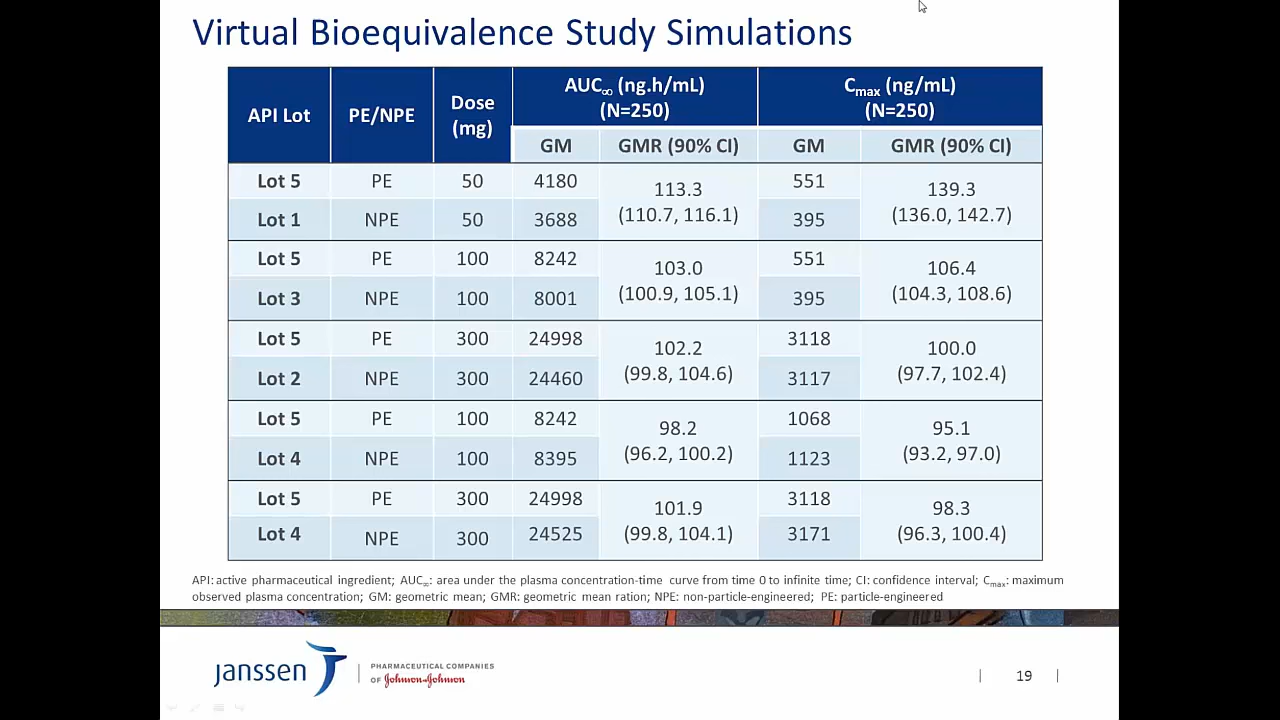 Virtual Bioequivalence Study Simulations
API Lot PE/NPE Dose (mg) AUC∞ (ng.h/mL) (N=250) Cmax (ng/mL) (N=250)
GM GMR (90% CI) GM GMR (90% CI)
Lot 5 PE 50 4180 113.3 (110.7, 116.1) 551 139.3 (136.0, 142.7)
Lot 1 NPE 50 3688 395
Lot 5 PE 100 8242 103.0 (100.9, 105.1) 551 106.4 (104.3, 108.6)
Lot 3 NPE 100 8001 395
Lot 5 PE 300 24998 102.2 (99.8, 104.6) 3118 100.0 (97.7, 102.4)
Lot 2 NPE 300 24460 3117
Lot 5 PE 100 8242 98.2 (96.2, 100.2) 1068 95.1 (93.2, 97.0)
Lot 4 NPE 100 8395 1123
Lot 5 PE 300 24998 101.9 (99.8, 104.1) 3118 98.3 (96.3, 100.4)
Lot 4 NPE 300 24525 3171
API: active pharmaceutical ingredient; AUC∞: area under the plasma concentration-time curve from time 0 to infinite time; CI: confidence interval; Cmax: maximum
observed plasma concentration; GM: geometric mean; GMR: geometric mean ration; NPE: non-particle-engineered; PE: particle-engineered
janssen
PHARMACEUTICAL COMPANIES
OF Johnson & Johnson
| 19 |